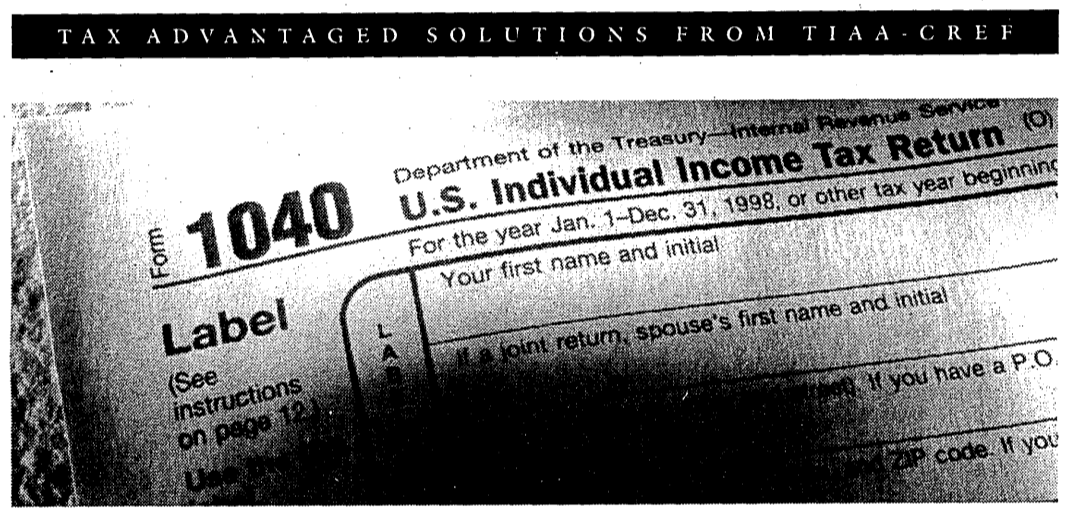 TAX ADVANTAGED SOLUTIONS FROM TIAA-CREF
Department of the Treasury—Internal Revenue Service
Form 1040 U.S. Individual Income Tax Return (O)
For the year Jan. 1–Dec. 31, 1998, or other tax year beginning
Your first name and initial
Label
L
A
B
If a joint return, spouse's first name and initial
(See
instructions
on page 12.)
If you have a P.O.
Use
and ZIP code. If you